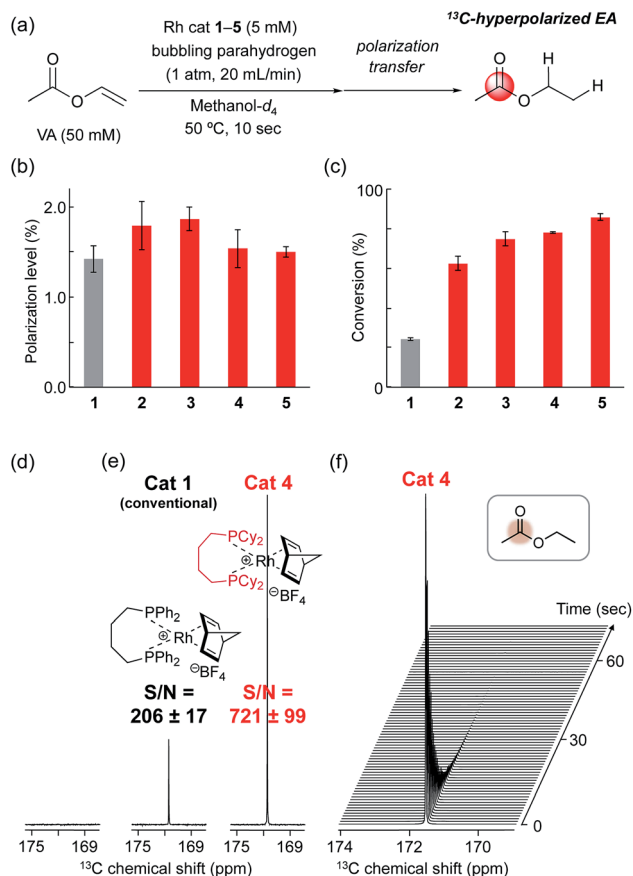 (a)
Rh cat 1–5 (5 mM)
bubbling parahydrogen
(1 atm, 20 mL/min)
Methanol-d4
50 ºC, 10 sec
polarization
transfer
13C-hyperpolarized EA
O
O
VA (50 mM)
O
O
H
H
(b)
Polarization level (%)
2.0
1.0
0.0
1 2 3 4 5
(c)
Conversion (%)
100
0
1 2 3 4 5
(d)
175 169
(e)
Cat 1
(conventional)
PPh2
PPh2
Rh
+
⊖BF4
S/N =
206 ± 17
175 169
Cat 4
PCy2
PCy2
Rh
+
⊖BF4
S/N =
721 ± 99
175 169
13C chemical shift (ppm)
(f)
Cat 4
O
O
Time (sec)
60
30
0
174 172 170
13C chemical shift (ppm)